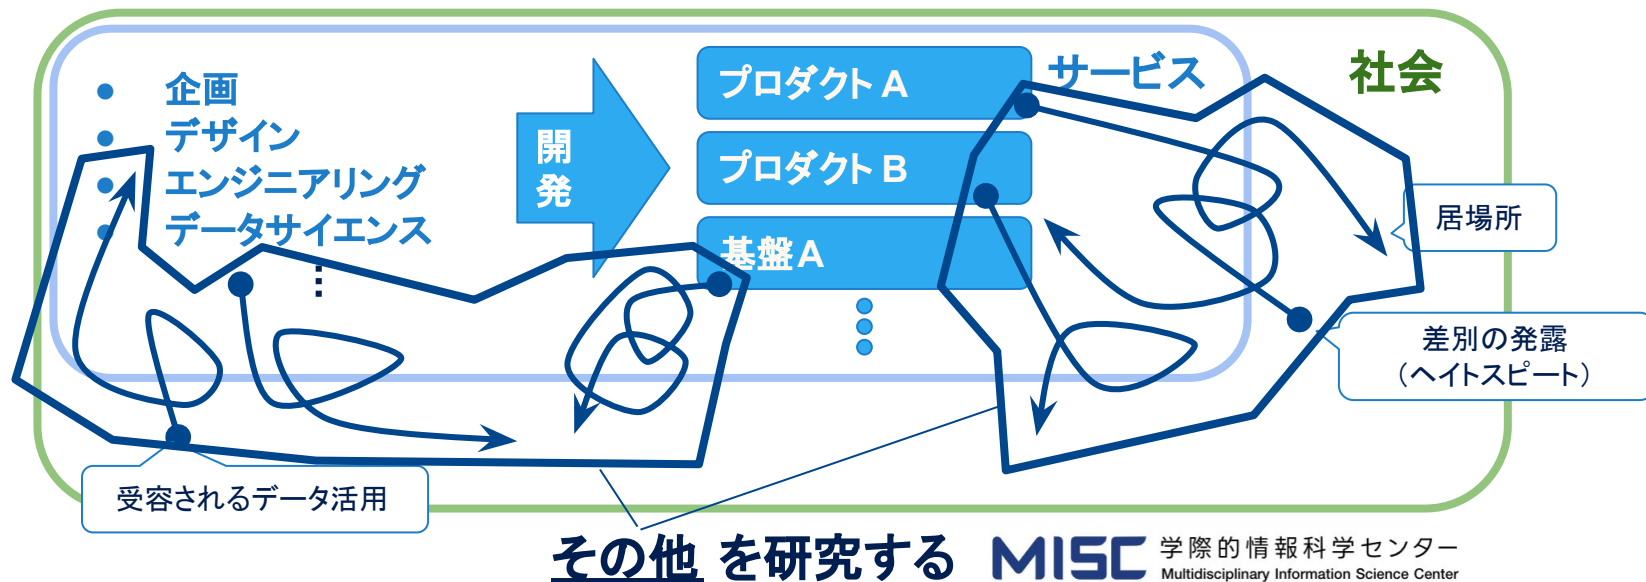 企画
デザイン
エンジニアリング
データサイエンス
⋮
開
発
プロダクト A
プロダクト B
基盤 A
サービス
社会
居場所
差別の発露
（ヘイトスピート）
受容されるデータ活用
その他 を研究する
MISC 学際的情報科学センター
Multidisciplinary Information Science Center